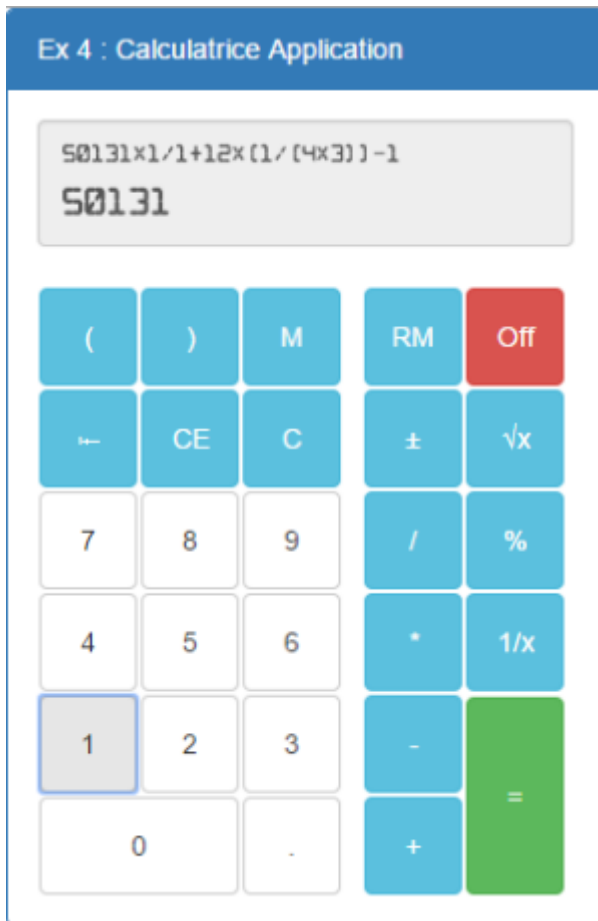 Ex 4 : Calculatrice Application
50131x1/1+12x(1/(4x3))-1
50131
( ) M RM Off
⤝ CE C ± √x
7 8 9 / %
4 5 6 * 1/x
1 2 3 -
=
0 . +